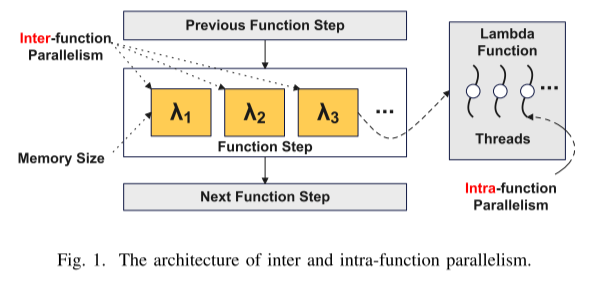 Previous Function Step
Inter-function
Parallelism
λ1
λ2
λ3
...
Function Step
Memory Size
Next Function Step
Lambda
Function
...
Threads
Intra-function
Parallelism
Fig. 1. The architecture of inter and intra-function parallelism.